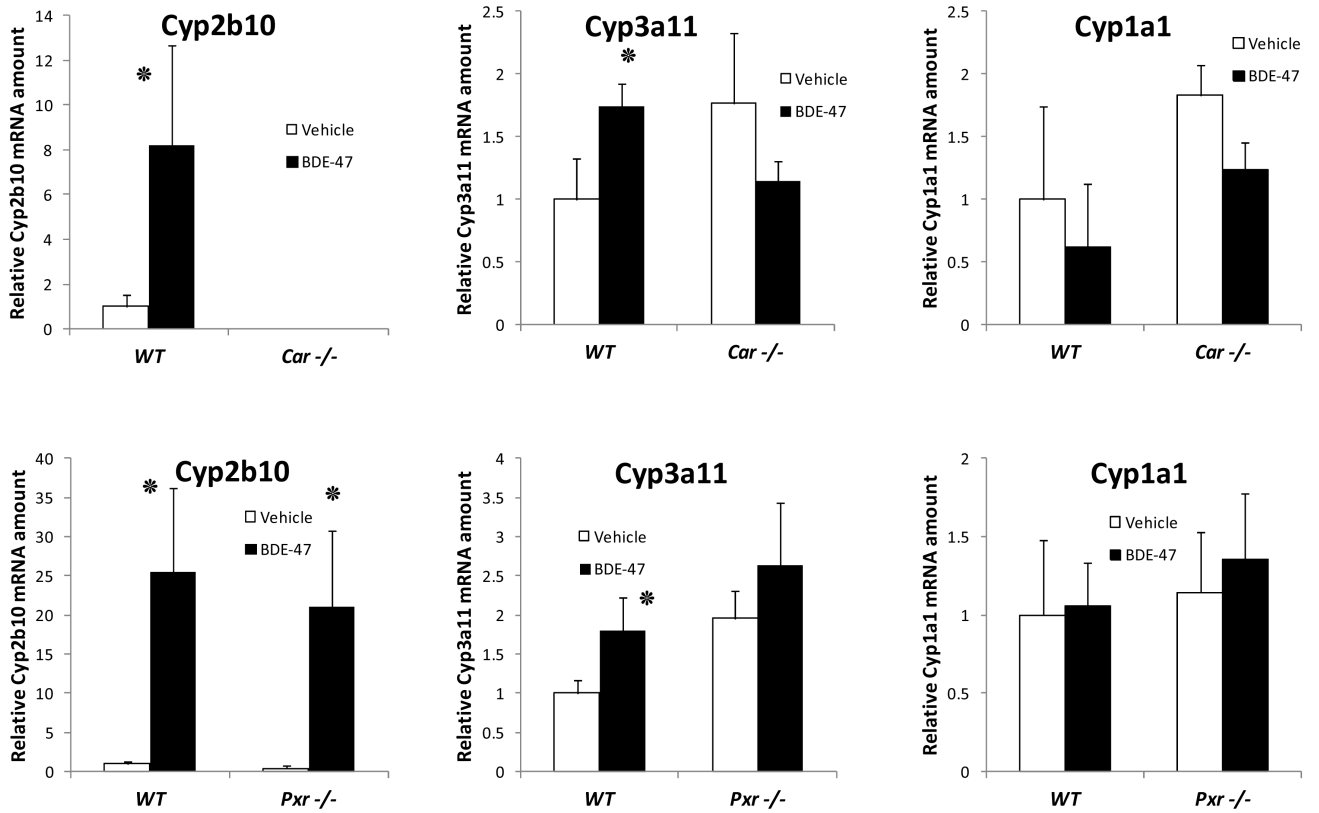 Cyp2b10
Relative Cyp2b10 mRNA amount
14
12
10
8
6
4
2
0
*
Vehicle
BDE-47
WT
Car -/-
Cyp3a11
Relative Cyp3a11 mRNA amount
2.5
2
1.5
1
0.5
0
*
Vehicle
BDE-47
WT
Car -/-
Cyp1a1
Relative Cyp1a1 mRNA amount
2.5
2
1.5
1
0.5
0
Vehicle
BDE-47
WT
Car -/-
Cyp2b10
Relative Cyp2b10 mRNA amount
40
35
30
25
20
15
10
5
0
*
*
Vehicle
BDE-47
WT
Pxr -/-
Cyp3a11
Relative Cyp3a11 mRNA amount
4
3.5
3
2.5
2
1.5
1
0.5
0
Vehicle
BDE-47
*
WT
Pxr -/-
Cyp1a1
Relative Cyp1a1 mRNA amount
2
1.5
1
0.5
0
Vehicle
BDE-47
WT
Pxr -/-